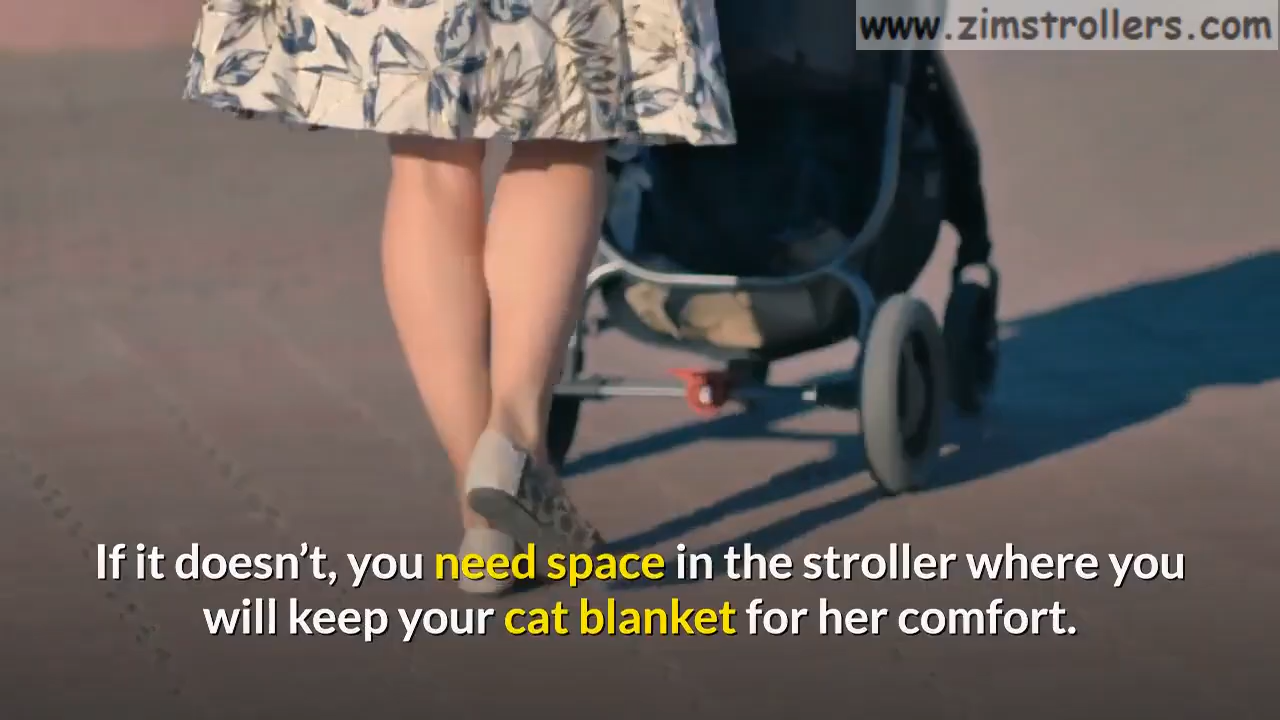 www.zimstrollers.com
If it doesn't, you need space in the stroller where you
will keep your cat blanket for her comfort.